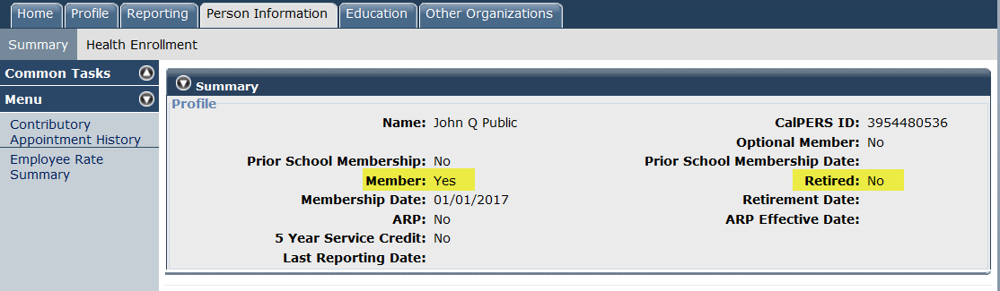 Home Profile Reporting Person Information Education Other Organizations
Summary Health Enrollment
Common Tasks
Menu
Contributory
Appointment History
Employee Rate
Summary
Summary
Profile
Name: John Q Public CalPERS ID: 3954480536
Optional Member: No
Prior School Membership: No Prior School Membership Date:
Member: Yes Retired: No
Membership Date: 01/01/2017 Retirement Date:
ARP: No ARP Effective Date:
5 Year Service Credit: No
Last Reporting Date: